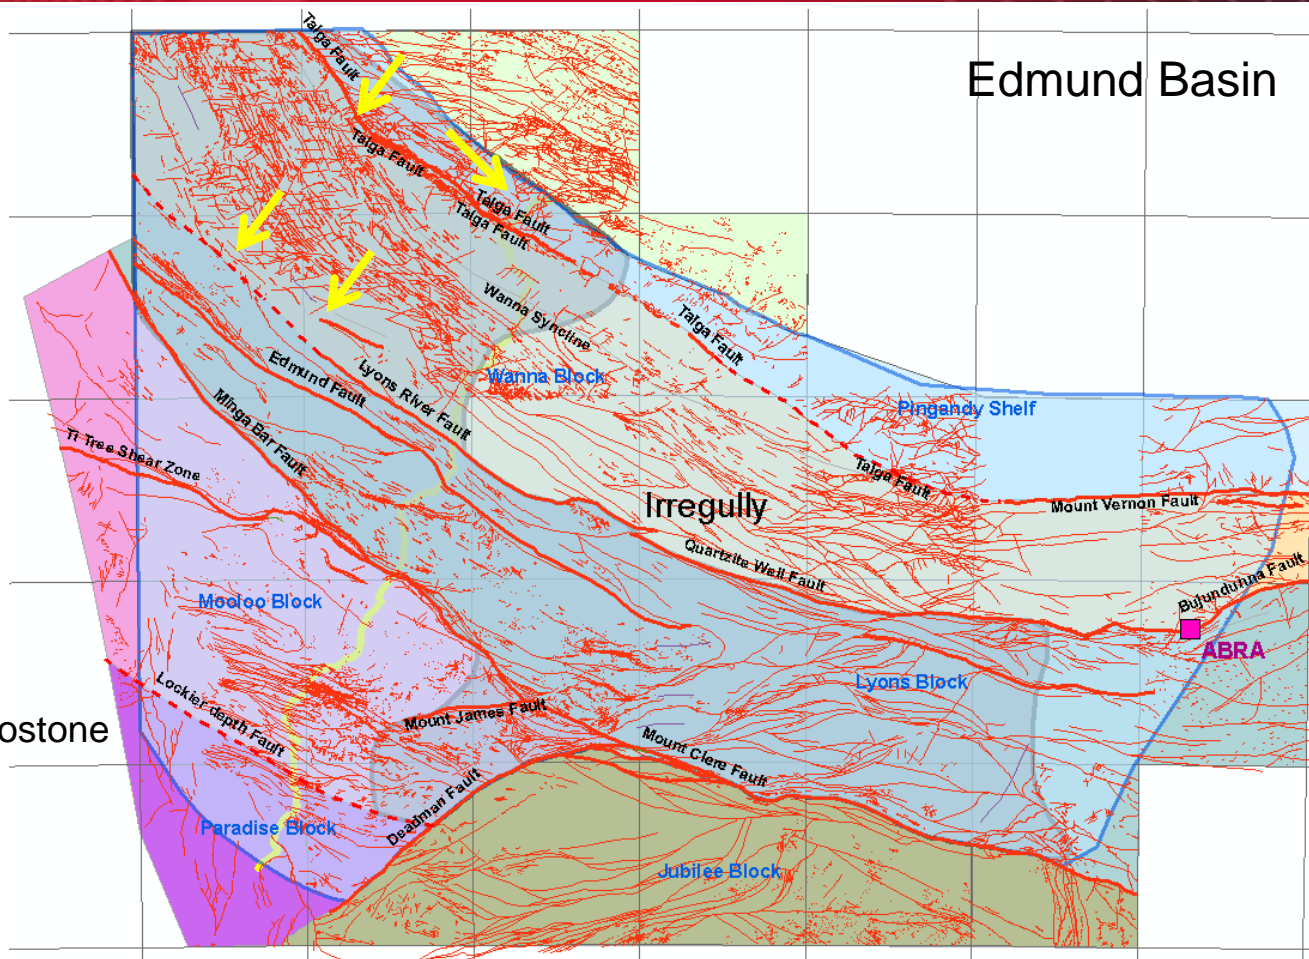 Edmund Basin
Talga Fault
Talga Fault
Talga Fault
Talga Fault
Wanna Syncline
Talga Fault
Edmund Fault
Lyons River Fault
Wanna Block
Minga Bar Fault
Pingandy Shelf
Ti Tree Shear Zone
Talga Fault
Irregully
Mount Vernon Fault
Quartzite Well Fault
Bujundunna Fault
Mooloo Block
ABRA
Lyons Block
Lockier depth Fault
Mount James Fault
ostone
Mount Clere Fault
Deadman Fault
Paradise Block
Jubilee Block